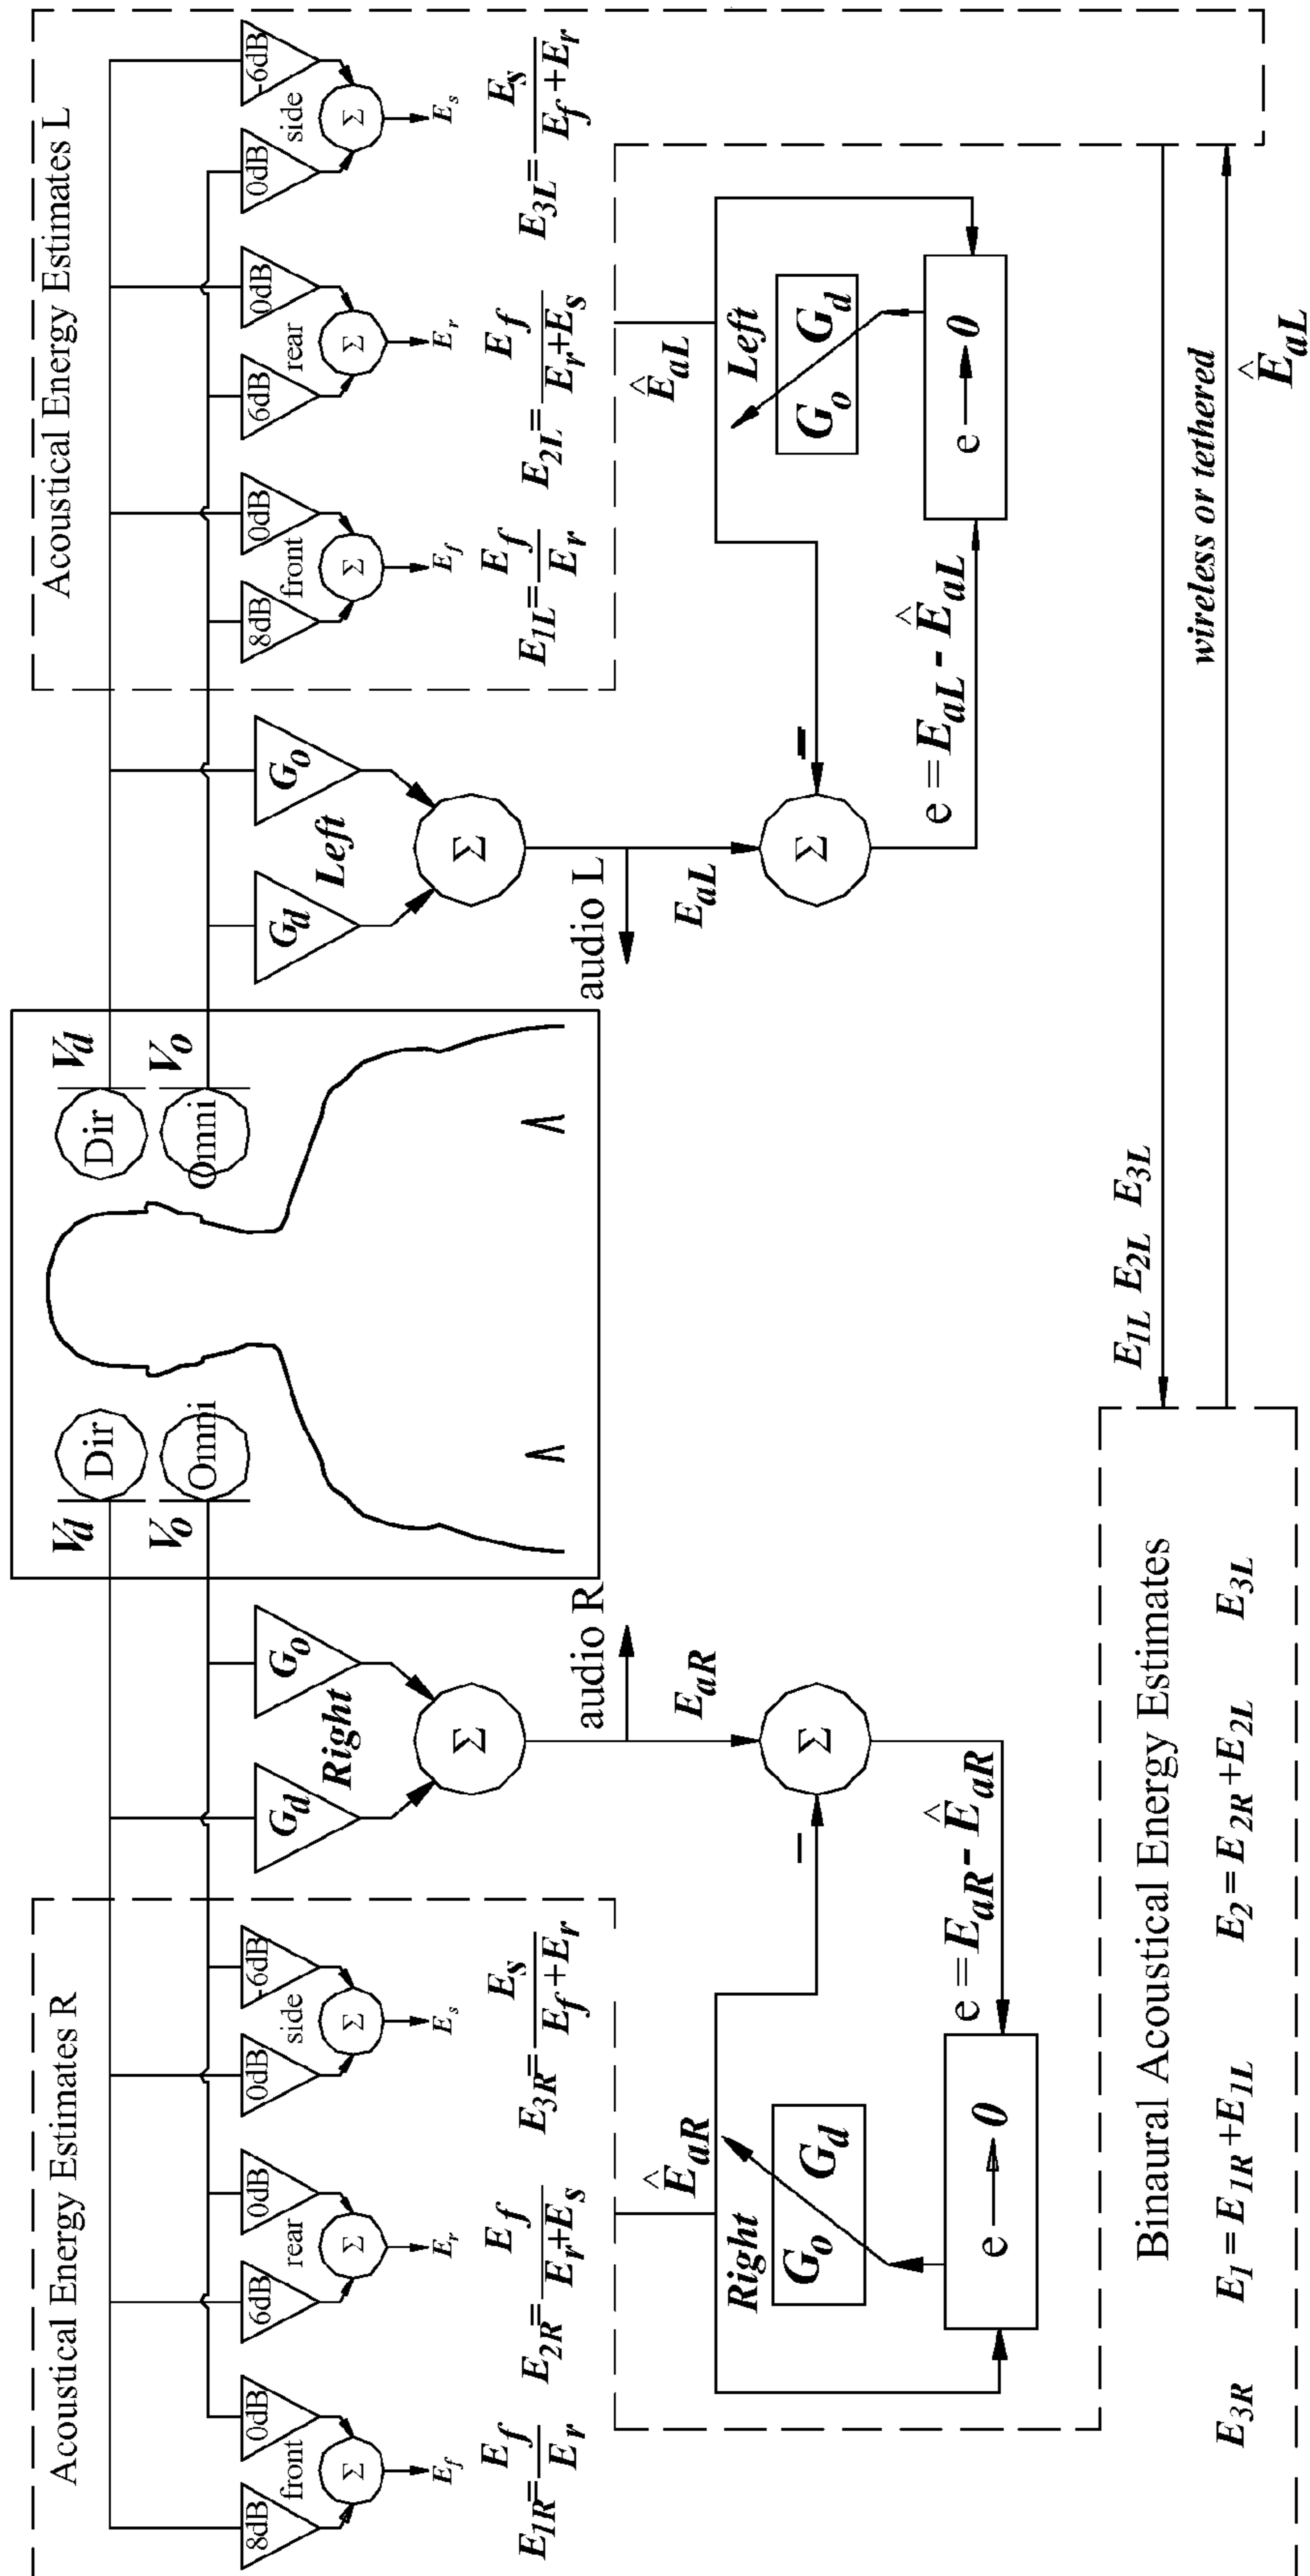 Acoustical Energy Estimates R
8dB
front
0dB
Σ
E_f
6dB
rear
0dB
Σ
E_r
0dB
side
-6dB
Σ
E_s
E_1R = E_f / E_r
E_2R = E_f / E_r+E_s
E_3R = E_s / E_f+E_r
G_d
Right
G_o
Σ
audio R
E_aR
Σ
−
Ê_aR
Right
G_o G_d
e → 0
e = E_aR - Ê_aR
V_d
Dir
V_o
Omni
Dir
V_d
Omni
V_o
G_d
Left
G_o
Σ
audio L
E_aL
Σ
−
Ê_aL
Left
G_o G_d
e → 0
e = E_aL - Ê_aL
Acoustical Energy Estimates L
8dB
front
0dB
Σ
E_f
6dB
rear
0dB
Σ
E_r
0dB
side
-6dB
Σ
E_s
E_1L = E_f / E_r
E_2L = E_f / E_r+E_s
E_3L = E_s / E_f+E_r
Binaural Acoustical Energy Estimates
E_3R E_1 = E_1R + E_1L E_2 = E_2R + E_2L E_3L
E_1L E_2L E_3L
wireless or tethered
Ê_aL